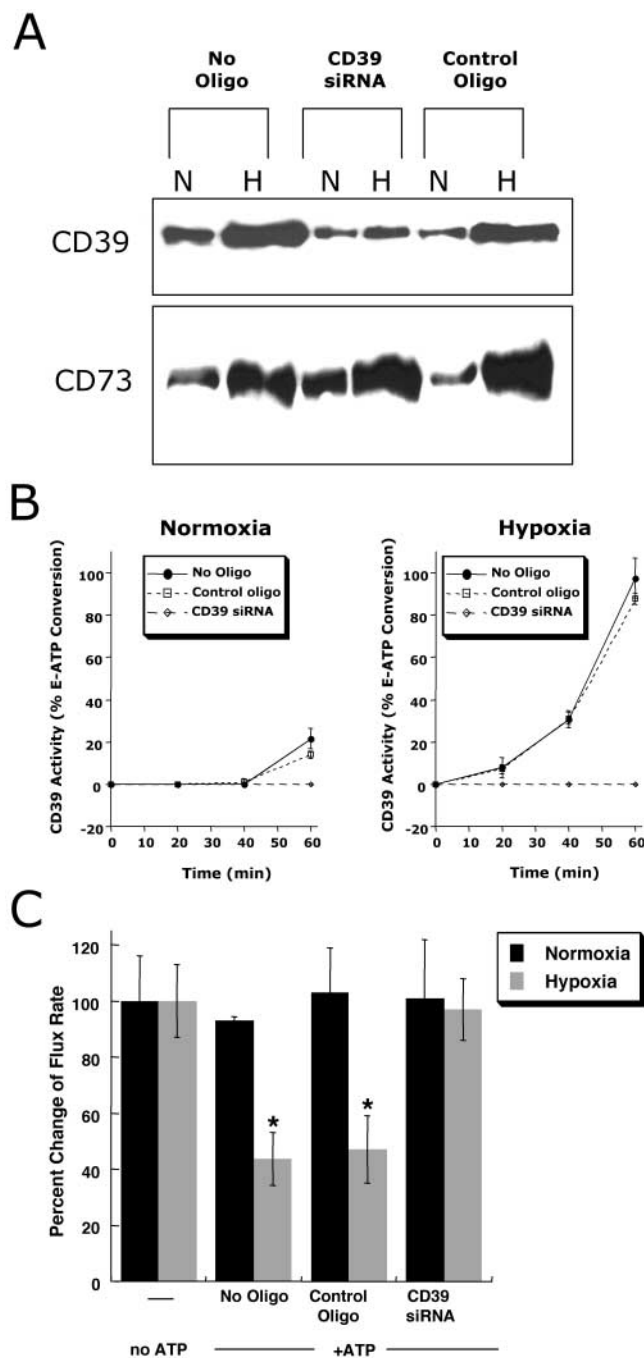 A
No Oligo
CD39 siRNA
Control Oligo
N H N H N H
CD39
CD73
B
Normoxia
Hypoxia
No Oligo
Control oligo
CD39 siRNA
No Oligo
Control oligo
CD39 siRNA
CD39 Activity (% E-ATP Conversion)
100
80
60
40
20
0
-20
0 10 20 30 40 50 60
Time (min)
CD39 Activity (% E-ATP Conversion)
100
80
60
40
20
0
-20
0 10 20 30 40 50 60
Time (min)
C
Normoxia
Hypoxia
Percent Change of Flux Rate
120
100
80
60
40
20
0
* *
— No Oligo Control Oligo CD39 siRNA
no ATP +ATP